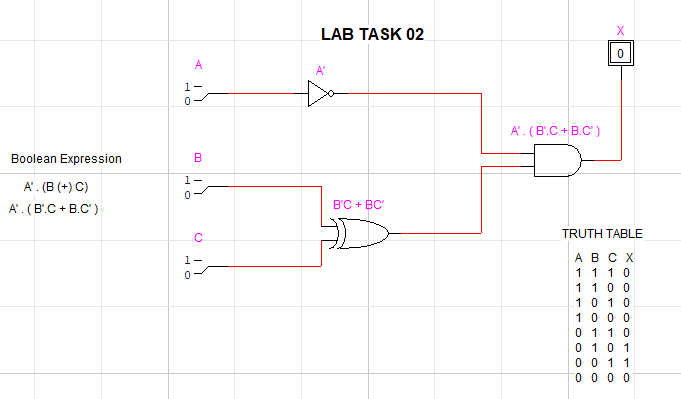 LAB TASK 02
X
0
A
1
0
A'
A' . ( B'.C + B.C' )
Boolean Expression
A' . (B (+) C)
A' . ( B'.C + B.C' )
B
1
0
B'C + BC'
C
1
0
TRUTH TABLE
A B C X
1 1 1 0
1 1 0 0
1 0 1 0
1 0 0 0
0 1 1 0
0 1 0 1
0 0 1 1
0 0 0 0